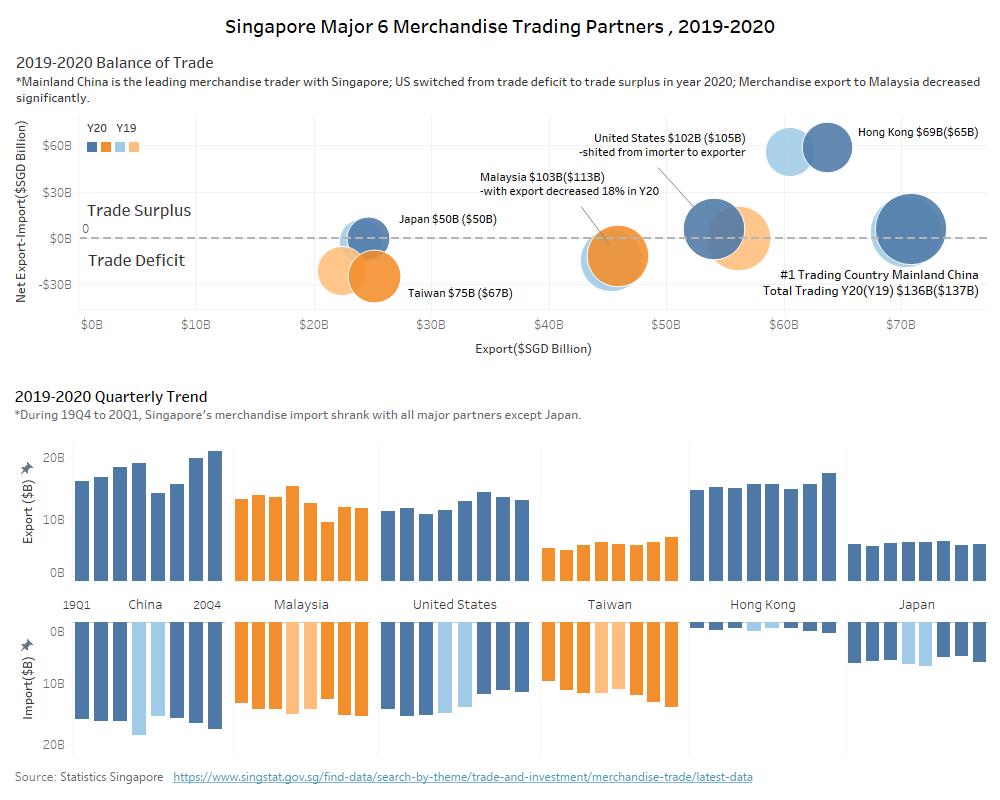 Singapore Major 6 Merchandise Trading Partners , 2019-2020
2019-2020 Balance of Trade
*Mainland China is the leading merchandise trader with Singapore; US switched from trade deficit to trade surplus in year 2020; Merchandise export to Malaysia decreased
significantly.
Net Export-Import($SGD Billion)
Y20 Y19
$60B
$30B
$0B
-$30B
Trade Surplus
0
Trade Deficit
United States $102B ($105B)
-shited from imorter to exporter
Hong Kong $69B($65B)
Malaysia $103B($113B)
-with export decreased 18% in Y20
Japan $50B ($50B)
Taiwan $75B ($67B)
#1 Trading Country Mainland China
Total Trading Y20(Y19) $136B($137B)
$0B $10B $20B $30B $40B $50B $60B $70B
Export($SGD Billion)
2019-2020 Quarterly Trend
*During 19Q4 to 20Q1, Singapore's merchandise import shrank with all major partners except Japan.
Export ($B)
20B
10B
0B
19Q1 China 20Q4 Malaysia United States Taiwan Hong Kong Japan
Import($B)
0B
10B
20B
Source: Statistics Singapore https://www.singstat.gov.sg/find-data/search-by-theme/trade-and-investment/merchandise-trade/latest-data